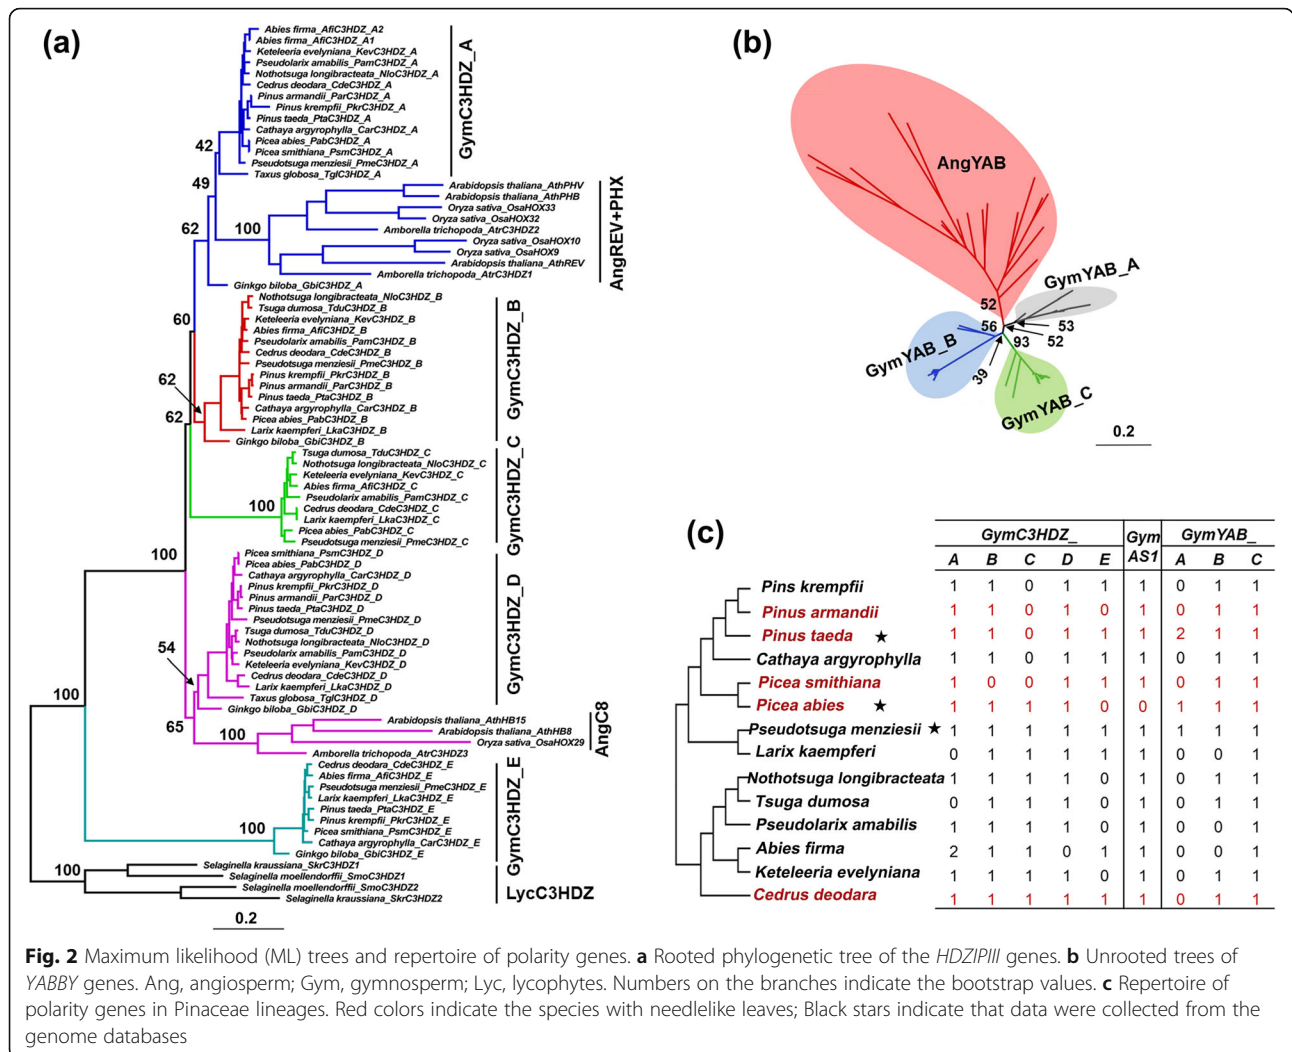 (a)
Abies firma_AfiC3HDZ_A2
Abies firma_AfiC3HDZ_A1
Keteleeria evelyniana_KevC3HDZ_A
Pseudolarix amabilis_PamC3HDZ_A
Nothotsuga longibracteata_NloC3HDZ_A
Cedrus deodara_CdeC3HDZ_A
Pinus armandii_ParC3HDZ_A
Pinus krempfii_PkrC3HDZ_A
Pinus taeda_PtaC3HDZ_A
Cathaya argyrophylla_CarC3HDZ_A
Picea abies_PabC3HDZ_A
Picea smithiana_PsmC3HDZ_A
Pseudotsuga menziesii_PmeC3HDZ_A
Taxus globosa_TglC3HDZ_A
GymC3HDZ_A
42
49
Arabidopsis thaliana_AthPHV
Arabidopsis thaliana_AthPHB
Oryza sativa_OsaHOX33
Oryza sativa_OsaHOX32
Amborella trichopoda_AtrC3HDZ2
Oryza sativa_OsaHOX10
Oryza sativa_OsaHOX9
Arabidopsis thaliana_AthREV
Amborella trichopoda_AtrC3HDZ1
AngREV+PHX
62
100
Ginkgo biloba_GbiC3HDZ_A
Nothotsuga longibracteata_NloC3HDZ_B
Tsuga dumosa_TduC3HDZ_B
Keteleeria evelyniana_KevC3HDZ_B
Abies firma_AfiC3HDZ_B
Pseudolarix amabilis_PamC3HDZ_B
Cedrus deodara_CdeC3HDZ_B
Pseudotsuga menziesii_PmeC3HDZ_B
Pinus krempfii_PkrC3HDZ_B
Pinus armandii_ParC3HDZ_B
Pinus taeda_PtaC3HDZ_B
Cathaya argyrophylla_CarC3HDZ_B
Picea abies_PabC3HDZ_B
Larix kaempferi_LkaC3HDZ_B
Ginkgo biloba_GbiC3HDZ_B
GymC3HDZ_B
60
62
62
Tsuga dumosa_TduC3HDZ_C
Nothotsuga longibracteata_NloC3HDZ_C
Keteleeria evelyniana_KevC3HDZ_C
Abies firma_AfiC3HDZ_C
Pseudolarix amabilis_PamC3HDZ_C
Cedrus deodara_CdeC3HDZ_C
Larix kaempferi_LkaC3HDZ_C
Picea abies_PabC3HDZ_C
Pseudotsuga menziesii_PmeC3HDZ_C
GymC3HDZ_C
100
100
Picea smithiana_PsmC3HDZ_D
Picea abies_PabC3HDZ_D
Cathaya argyrophylla_CarC3HDZ_D
Pinus krempfii_PkrC3HDZ_D
Pinus armandii_ParC3HDZ_D
Pinus taeda_PtaC3HDZ_D
Pseudotsuga menziesii_PmeC3HDZ_D
Tsuga dumosa_TduC3HDZ_D
Nothotsuga longibracteata_NloC3HDZ_D
Pseudolarix amabilis_PamC3HDZ_D
Keteleeria evelyniana_KevC3HDZ_D
Cedrus deodara_CdeC3HDZ_D
Larix kaempferi_LkaC3HDZ_D
Taxus globosa_TglC3HDZ_D
Ginkgo biloba_GbiC3HDZ_D
GymC3HDZ_D
54
100
65
100
Arabidopsis thaliana_AthHB15
Arabidopsis thaliana_AthHB8
Oryza sativa_OsaHOX29
Amborella trichopoda_AtrC3HDZ3
AngC8
Cedrus deodara_CdeC3HDZ_E
Abies firma_AfiC3HDZ_E
Pseudotsuga menziesii_PmeC3HDZ_E
Larix kaempferi_LkaC3HDZ_E
Pinus taeda_PtaC3HDZ_E
Pinus krempfii_PkrC3HDZ_E
Picea smithiana_PsmC3HDZ_E
Cathaya argyrophylla_CarC3HDZ_E
Ginkgo biloba_GbiC3HDZ_E
GymC3HDZ_E
100
100
Selaginella kraussiana_SkrC3HDZ1
Selaginella moellendorffii_SmoC3HDZ1
Selaginella moellendorffii_SmoC3HDZ2
Selaginella kraussiana_SkrC3HDZ2
LycC3HDZ
0.2
(b)
AngYAB
GymYAB_A
GymYAB_B
GymYAB_C
52
56
53
93
52
39
0.2
(c)
GymC3HDZ_ Gym AS1 GymYAB_
A B C D E A B C
Pins krempfii 1 1 0 1 1 1 0 1 1
Pinus armandii 1 1 0 1 0 1 0 1 1
Pinus taeda ★ 1 1 0 1 1 1 2 1 1
Cathaya argyrophylla 1 1 0 1 1 1 0 1 1
Picea smithiana 1 0 0 1 1 1 0 1 1
Picea abies ★ 1 1 1 1 0 0 1 1 1
Pseudotsuga menziesii ★ 1 1 1 1 1 1 1 1 1
Larix kaempferi 0 1 1 1 1 1 0 0 1
Nothotsuga longibracteata 1 1 1 1 0 1 0 1 1
Tsuga dumosa 0 1 1 1 0 1 0 1 1
Pseudolarix amabilis 1 1 1 1 0 1 0 0 1
Abies firma 2 1 1 0 1 1 0 0 1
Keteleeria evelyniana 1 1 1 1 0 1 0 1 1
Cedrus deodara 1 1 1 1 1 1 0 1 1
Fig. 2 Maximum likelihood (ML) trees and repertoire of polarity genes. a Rooted phylogenetic tree of the HDZIPIII genes. b Unrooted trees of
YABBY genes. Ang, angiosperm; Gym, gymnosperm; Lyc, lycophytes. Numbers on the branches indicate the bootstrap values. c Repertoire of
polarity genes in Pinaceae lineages. Red colors indicate the species with needlelike leaves; Black stars indicate that data were collected from the
genome databases